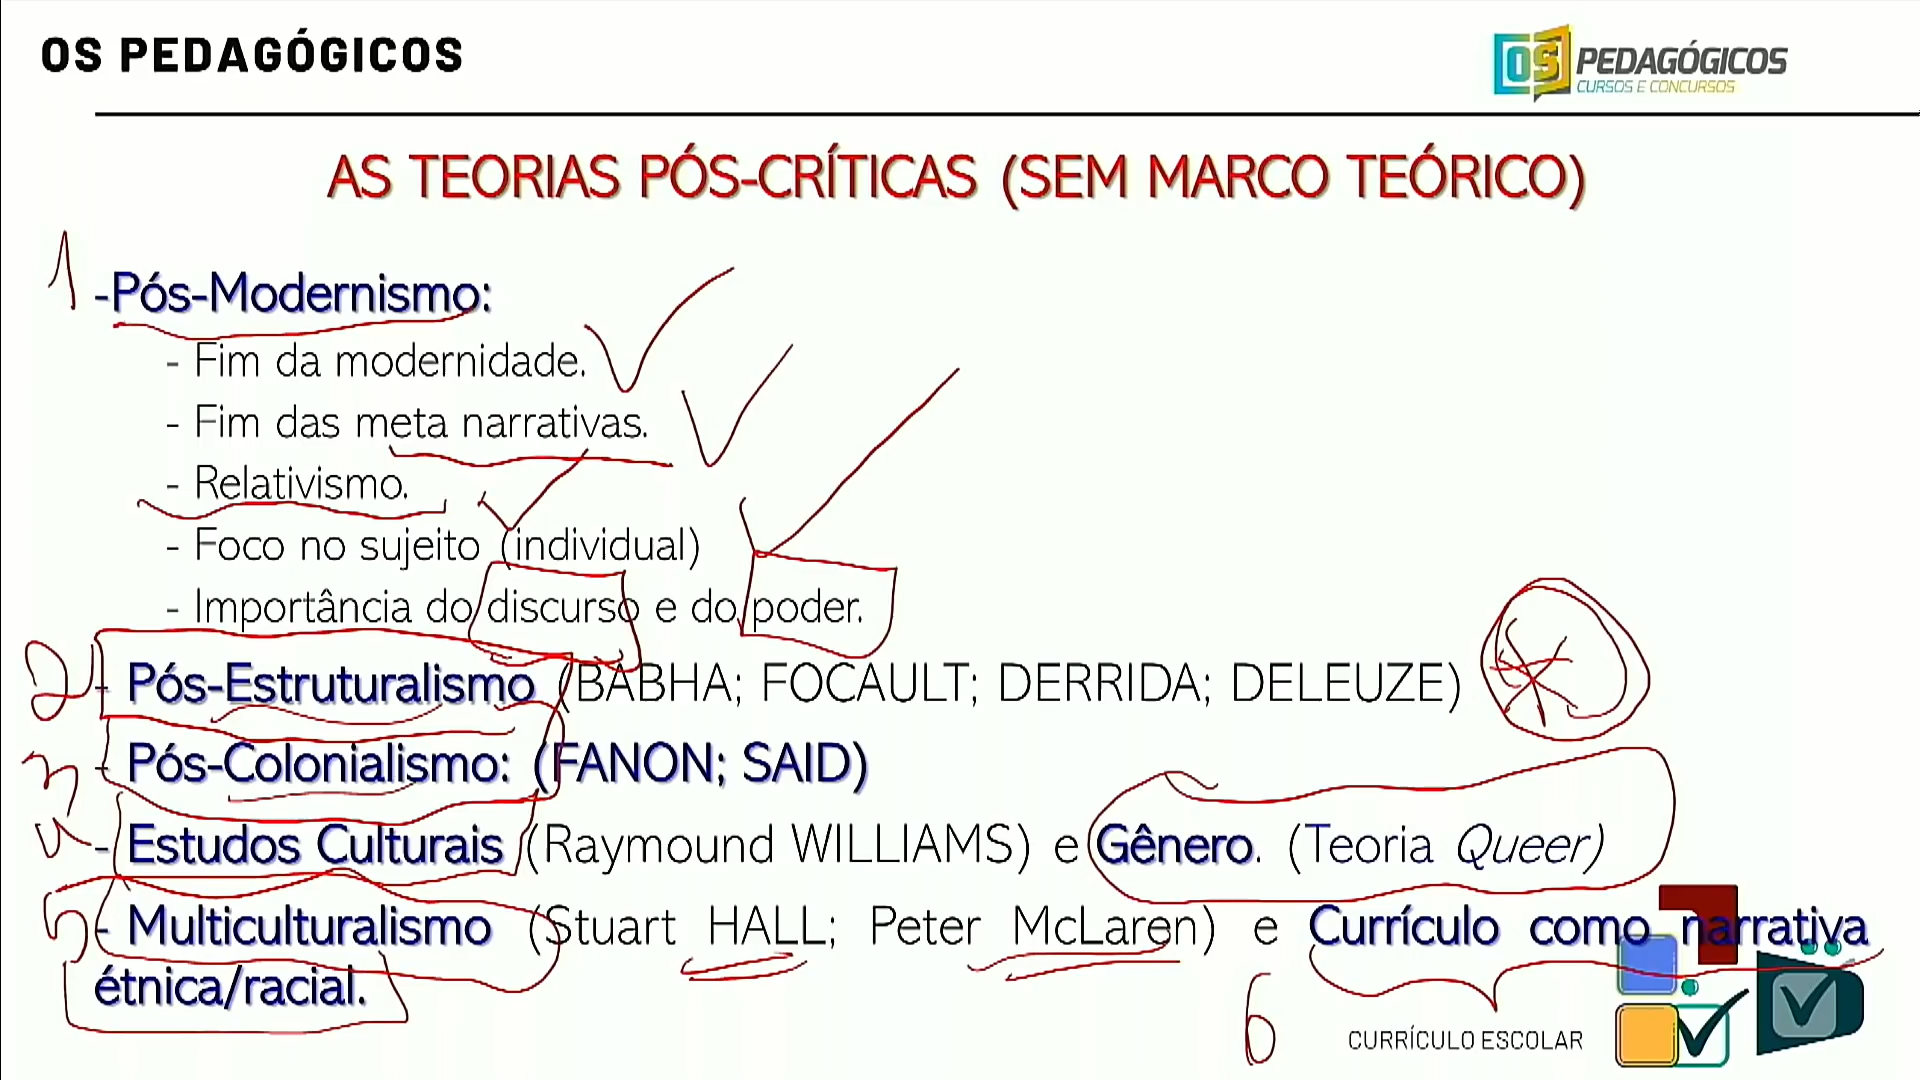 OS PEDAGÓGICOS
OS PEDAGÓGICOS
CURSOS E CONCURSOS
AS TEORIAS PÓS-CRÍTICAS (SEM MARCO TEÓRICO)
1 -Pós-Modernismo:
- Fim da modernidade.
- Fim das meta narrativas.
- Relativismo.
- Foco no sujeito (individual)
- Importância do discurso e do poder.
2 - Pós-Estruturalismo (BABHA; FOCAULT; DERRIDA; DELEUZE)
3 - Pós-Colonialismo: (FANON; SAID)
4 - Estudos Culturais (Raymound WILLIAMS) e Gênero. (Teoria Queer)
5 - Multiculturalismo (Stuart HALL; Peter McLaren) e Currículo como narrativa
étnica/racial.
6
CURRÍCULO ESCOLAR